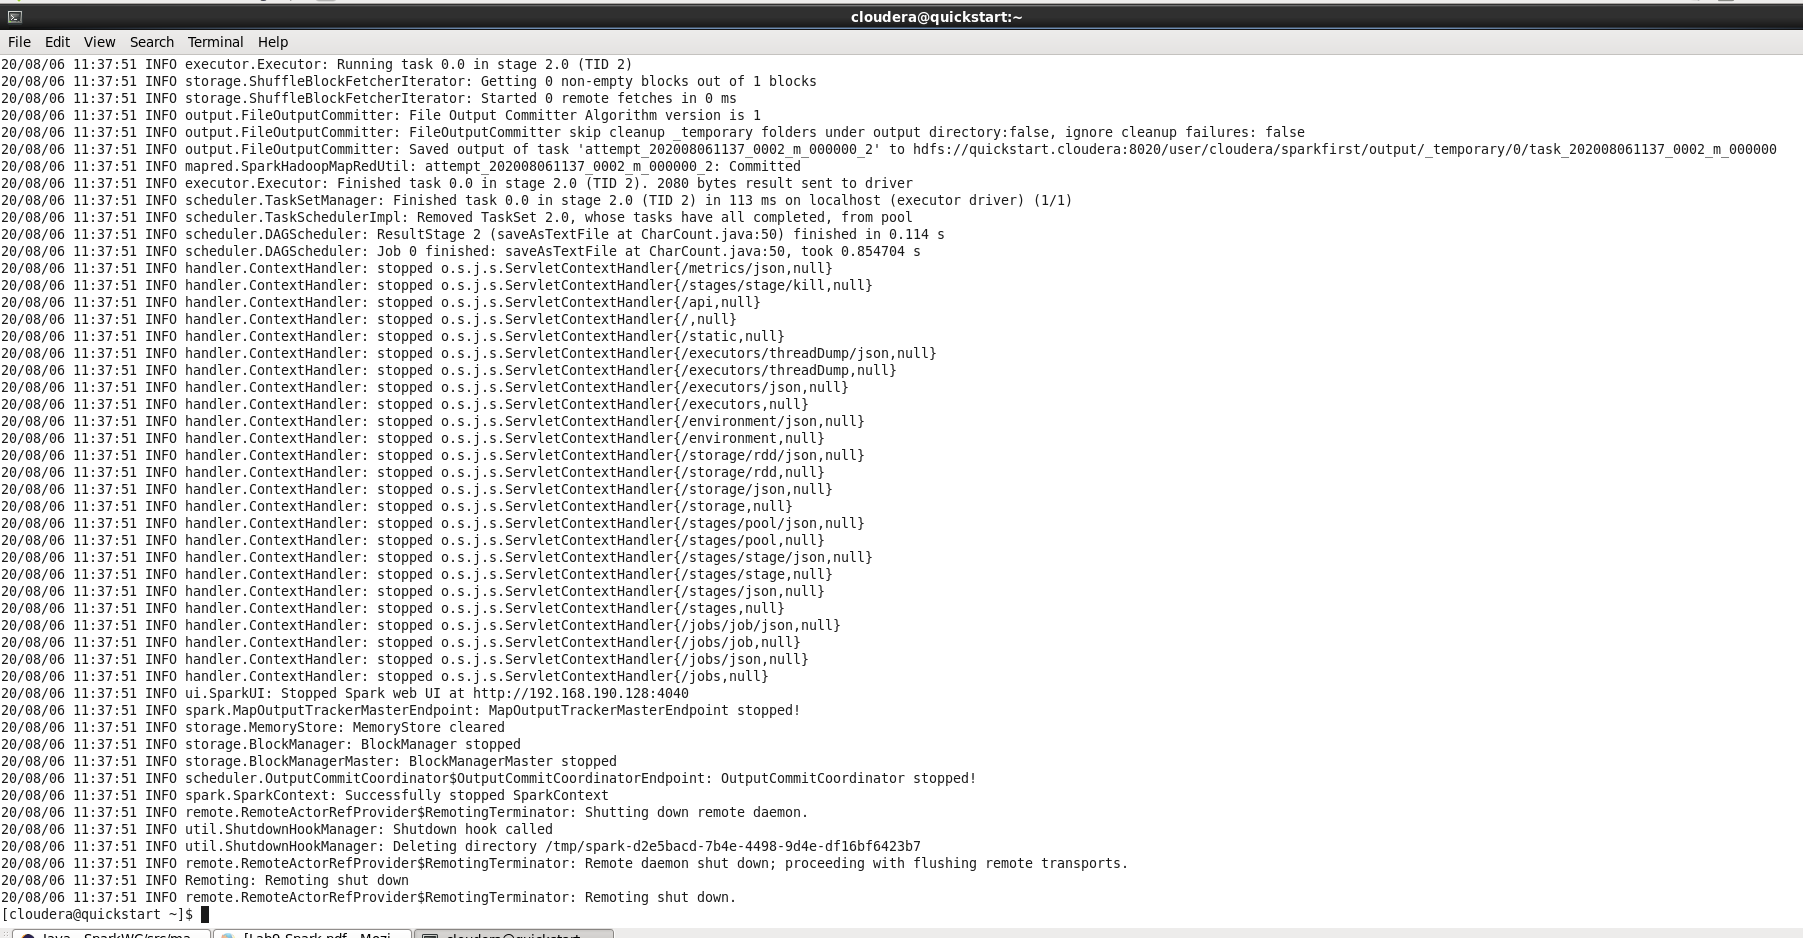 cloudera@quickstart:~
File Edit View Search Terminal Help
20/08/06 11:37:51 INFO executor.Executor: Running task 0.0 in stage 2.0 (TID 2)
20/08/06 11:37:51 INFO storage.ShuffleBlockFetcherIterator: Getting 0 non-empty blocks out of 1 blocks
20/08/06 11:37:51 INFO storage.ShuffleBlockFetcherIterator: Started 0 remote fetches in 0 ms
20/08/06 11:37:51 INFO output.FileOutputCommitter: File Output Committer Algorithm version is 1
20/08/06 11:37:51 INFO output.FileOutputCommitter: FileOutputCommitter skip cleanup _temporary folders under output directory:false, ignore cleanup failures: false
20/08/06 11:37:51 INFO output.FileOutputCommitter: Saved output of task 'attempt_202008061137_0002_m_000000_2' to hdfs://quickstart.cloudera:8020/user/cloudera/sparkfirst/output/_temporary/0/task_202008061137_0002_m_000000
20/08/06 11:37:51 INFO mapred.SparkHadoopMapRedUtil: attempt_202008061137_0002_m_000000_2: Committed
20/08/06 11:37:51 INFO executor.Executor: Finished task 0.0 in stage 2.0 (TID 2). 2080 bytes result sent to driver
20/08/06 11:37:51 INFO scheduler.TaskSetManager: Finished task 0.0 in stage 2.0 (TID 2) in 113 ms on localhost (executor driver) (1/1)
20/08/06 11:37:51 INFO scheduler.TaskSchedulerImpl: Removed TaskSet 2.0, whose tasks have all completed, from pool
20/08/06 11:37:51 INFO scheduler.DAGScheduler: ResultStage 2 (saveAsTextFile at CharCount.java:50) finished in 0.114 s
20/08/06 11:37:51 INFO scheduler.DAGScheduler: Job 0 finished: saveAsTextFile at CharCount.java:50, took 0.854704 s
20/08/06 11:37:51 INFO handler.ContextHandler: stopped o.s.j.s.ServletContextHandler{/metrics/json,null}
20/08/06 11:37:51 INFO handler.ContextHandler: stopped o.s.j.s.ServletContextHandler{/stages/stage/kill,null}
20/08/06 11:37:51 INFO handler.ContextHandler: stopped o.s.j.s.ServletContextHandler{/api,null}
20/08/06 11:37:51 INFO handler.ContextHandler: stopped o.s.j.s.ServletContextHandler{/,null}
20/08/06 11:37:51 INFO handler.ContextHandler: stopped o.s.j.s.ServletContextHandler{/static,null}
20/08/06 11:37:51 INFO handler.ContextHandler: stopped o.s.j.s.ServletContextHandler{/executors/threadDump/json,null}
20/08/06 11:37:51 INFO handler.ContextHandler: stopped o.s.j.s.ServletContextHandler{/executors/threadDump,null}
20/08/06 11:37:51 INFO handler.ContextHandler: stopped o.s.j.s.ServletContextHandler{/executors/json,null}
20/08/06 11:37:51 INFO handler.ContextHandler: stopped o.s.j.s.ServletContextHandler{/executors,null}
20/08/06 11:37:51 INFO handler.ContextHandler: stopped o.s.j.s.ServletContextHandler{/environment/json,null}
20/08/06 11:37:51 INFO handler.ContextHandler: stopped o.s.j.s.ServletContextHandler{/environment,null}
20/08/06 11:37:51 INFO handler.ContextHandler: stopped o.s.j.s.ServletContextHandler{/storage/rdd/json,null}
20/08/06 11:37:51 INFO handler.ContextHandler: stopped o.s.j.s.ServletContextHandler{/storage/rdd,null}
20/08/06 11:37:51 INFO handler.ContextHandler: stopped o.s.j.s.ServletContextHandler{/storage/json,null}
20/08/06 11:37:51 INFO handler.ContextHandler: stopped o.s.j.s.ServletContextHandler{/storage,null}
20/08/06 11:37:51 INFO handler.ContextHandler: stopped o.s.j.s.ServletContextHandler{/stages/pool/json,null}
20/08/06 11:37:51 INFO handler.ContextHandler: stopped o.s.j.s.ServletContextHandler{/stages/pool,null}
20/08/06 11:37:51 INFO handler.ContextHandler: stopped o.s.j.s.ServletContextHandler{/stages/stage/json,null}
20/08/06 11:37:51 INFO handler.ContextHandler: stopped o.s.j.s.ServletContextHandler{/stages/stage,null}
20/08/06 11:37:51 INFO handler.ContextHandler: stopped o.s.j.s.ServletContextHandler{/stages/json,null}
20/08/06 11:37:51 INFO handler.ContextHandler: stopped o.s.j.s.ServletContextHandler{/stages,null}
20/08/06 11:37:51 INFO handler.ContextHandler: stopped o.s.j.s.ServletContextHandler{/jobs/job/json,null}
20/08/06 11:37:51 INFO handler.ContextHandler: stopped o.s.j.s.ServletContextHandler{/jobs/job,null}
20/08/06 11:37:51 INFO handler.ContextHandler: stopped o.s.j.s.ServletContextHandler{/jobs/json,null}
20/08/06 11:37:51 INFO handler.ContextHandler: stopped o.s.j.s.ServletContextHandler{/jobs,null}
20/08/06 11:37:51 INFO ui.SparkUI: Stopped Spark web UI at http://192.168.190.128:4040
20/08/06 11:37:51 INFO spark.MapOutputTrackerMasterEndpoint: MapOutputTrackerMasterEndpoint stopped!
20/08/06 11:37:51 INFO storage.MemoryStore: MemoryStore cleared
20/08/06 11:37:51 INFO storage.BlockManager: BlockManager stopped
20/08/06 11:37:51 INFO storage.BlockManagerMaster: BlockManagerMaster stopped
20/08/06 11:37:51 INFO scheduler.OutputCommitCoordinator$OutputCommitCoordinatorEndpoint: OutputCommitCoordinator stopped!
20/08/06 11:37:51 INFO spark.SparkContext: Successfully stopped SparkContext
20/08/06 11:37:51 INFO remote.RemoteActorRefProvider$RemotingTerminator: Shutting down remote daemon.
20/08/06 11:37:51 INFO util.ShutdownHookManager: Shutdown hook called
20/08/06 11:37:51 INFO util.ShutdownHookManager: Deleting directory /tmp/spark-d2e5bacd-7b4e-4498-9d4e-df16bf6423b7
20/08/06 11:37:51 INFO remote.RemoteActorRefProvider$RemotingTerminator: Remote daemon shut down; proceeding with flushing remote transports.
20/08/06 11:37:51 INFO Remoting: Remoting shut down
20/08/06 11:37:51 INFO remote.RemoteActorRefProvider$RemotingTerminator: Remoting shut down.
[cloudera@quickstart ~]$
Java - SparkWC/src/ma... [Lab9-Spark.pdf - Mozi... cloudera@quickstart:~